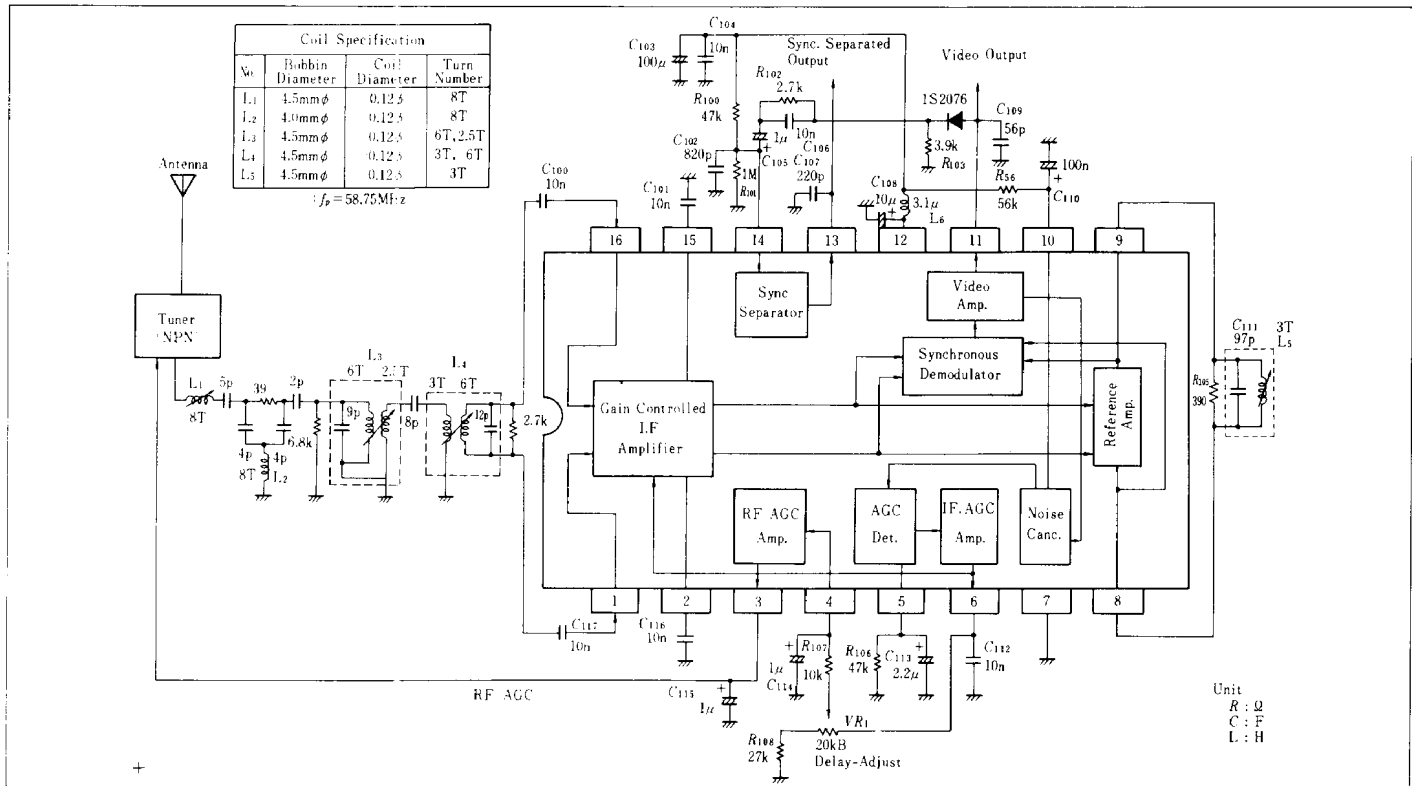 Coil Specification
No. Bobbin Diameter Coil Diameter Turn Number
L1 4.5mmφ 0.12δ 8T
L2 4.0mmφ 0.12δ 8T
L3 4.5mmφ 0.12δ 6T,2.5T
L4 4.5mmφ 0.12δ 3T, 6T
L5 4.5mmφ 0.12δ 3T
fp=58.75MHz
C104
10n
C103
100μ
Sync. Separated
Output
Video Output
R102
2.7k
1S2076
C109
56p
R100
47k
1μ
10n
C106
C105
C102
820p
1M
R101
C107
220p
3.9k
R103
100n
R56
56k
C110
C108
10μ
3.1μ
L6
Antenna
C100
10n
C101
10n
16
15
14
13
12
11
10
9
Tuner
(NPN)
Sync
Separator
Video
Amp.
Synchronous
Demodulator
Gain Controlled
I.F
Amplifier
Reference
Amp.
C111
97p
3T
L5
R105
390
L1
8T
5p
39
2p
4p
4p
8T
L2
6.8k
L3
6T 2.5T
9p
8p
L4
3T 6T
12p
2.7k
RF AGC
Amp.
AGC
Det.
IF. AGC
Amp.
Noise
Canc.
1
2
3
4
5
6
7
8
C117
10n
C116
10n
1μ
C114
R107
10k
R106
47k
C113
2.2μ
C112
10n
RF AGC
C115
1μ
VR1
20kB
Delay-Adjust
R108
27k
Unit
R : Ω
C : F
L : H
+